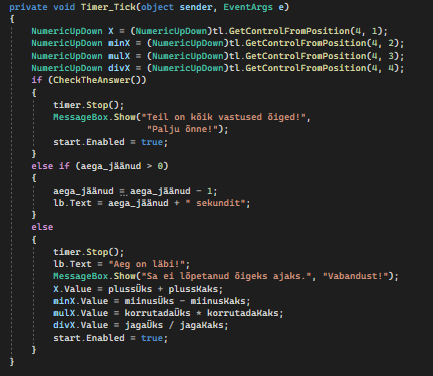 private void Timer_Tick(object sender, EventArgs e)
{
NumericUpDown X = (NumericUpDown)tl.GetControlFromPosition(4, 1);
NumericUpDown minX = (NumericUpDown)tl.GetControlFromPosition(4, 2);
NumericUpDown mulX = (NumericUpDown)tl.GetControlFromPosition(4, 3);
NumericUpDown divX = (NumericUpDown)tl.GetControlFromPosition(4, 4);
if (CheckTheAnswer())
{
timer.Stop();
MessageBox.Show("Teil on kõik vastused õiged!",
"Palju õnne!");
start.Enabled = true;
}
else if (aega_jäänud > 0)
{
aega_jäänud = aega_jäänud - 1;
lb.Text = aega_jäänud + " sekundit";
}
else
{
timer.Stop();
lb.Text = "Aeg on läbi!";
MessageBox.Show("Sa ei lõpetanud õigeks ajaks.", "Vabandust!");
X.Value = plussÜks + plussKaks;
minX.Value = miinusÜks - miinusKaks;
mulX.Value = korrutadaÜks * korrutadaKaks;
divX.Value = jagaÜks / jagaKaks;
start.Enabled = true;
}
}